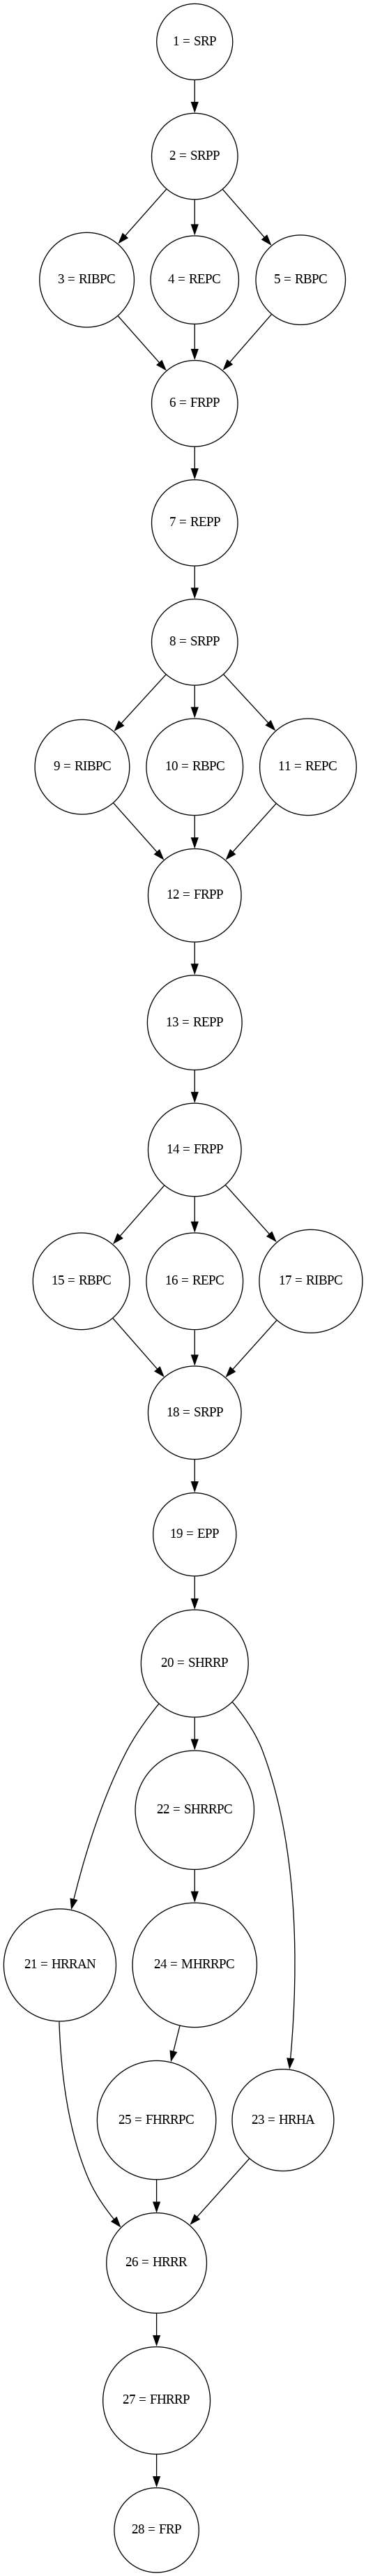 1 = SRP
2 = SRPP
3 = RIBPC
4 = REPC
5 = RBPC
6 = FRPP
7 = REPP
8 = SRPP
9 = RIBPC
10 = RBPC
11 = REPC
12 = FRPP
13 = REPP
14 = FRPP
15 = RBPC
16 = REPC
17 = RIBPC
18 = SRPP
19 = EPP
20 = SHRRP
22 = SHRRPC
21 = HRRAN
24 = MHRRPC
25 = FHRRPC
23 = HRHA
26 = HRRR
27 = FHRRP
28 = FRP